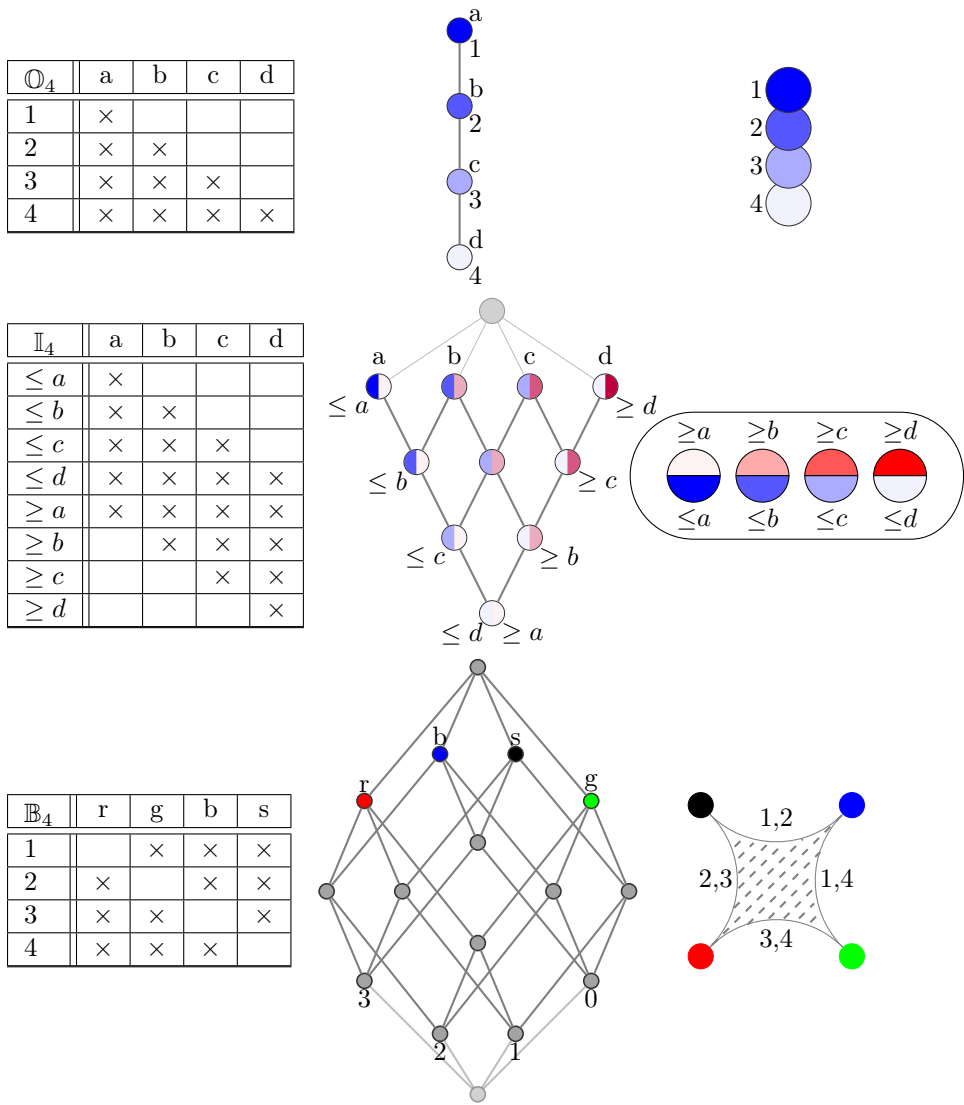 𝕆₄ a b c d
1 ×
2 × ×
3 × × ×
4 × × × ×
a
1
b
2
c
3
d
4
1
2
3
4
𝕀₄ a b c d
≤ a ×
≤ b × ×
≤ c × × ×
≤ d × × × ×
≥ a × × × ×
≥ b × × ×
≥ c × ×
≥ d ×
a b c d
≤ a ≥ d
≤ b ≥ c
≤ c ≥ b
≤ d ≥ a
≥a ≥b ≥c ≥d
≤a ≤b ≤c ≤d
𝔹₄ r g b s
1 × × ×
2 × × ×
3 × × ×
4 × × ×
b s
r g
3 0
2 1
1,2
2,3 1,4
3,4